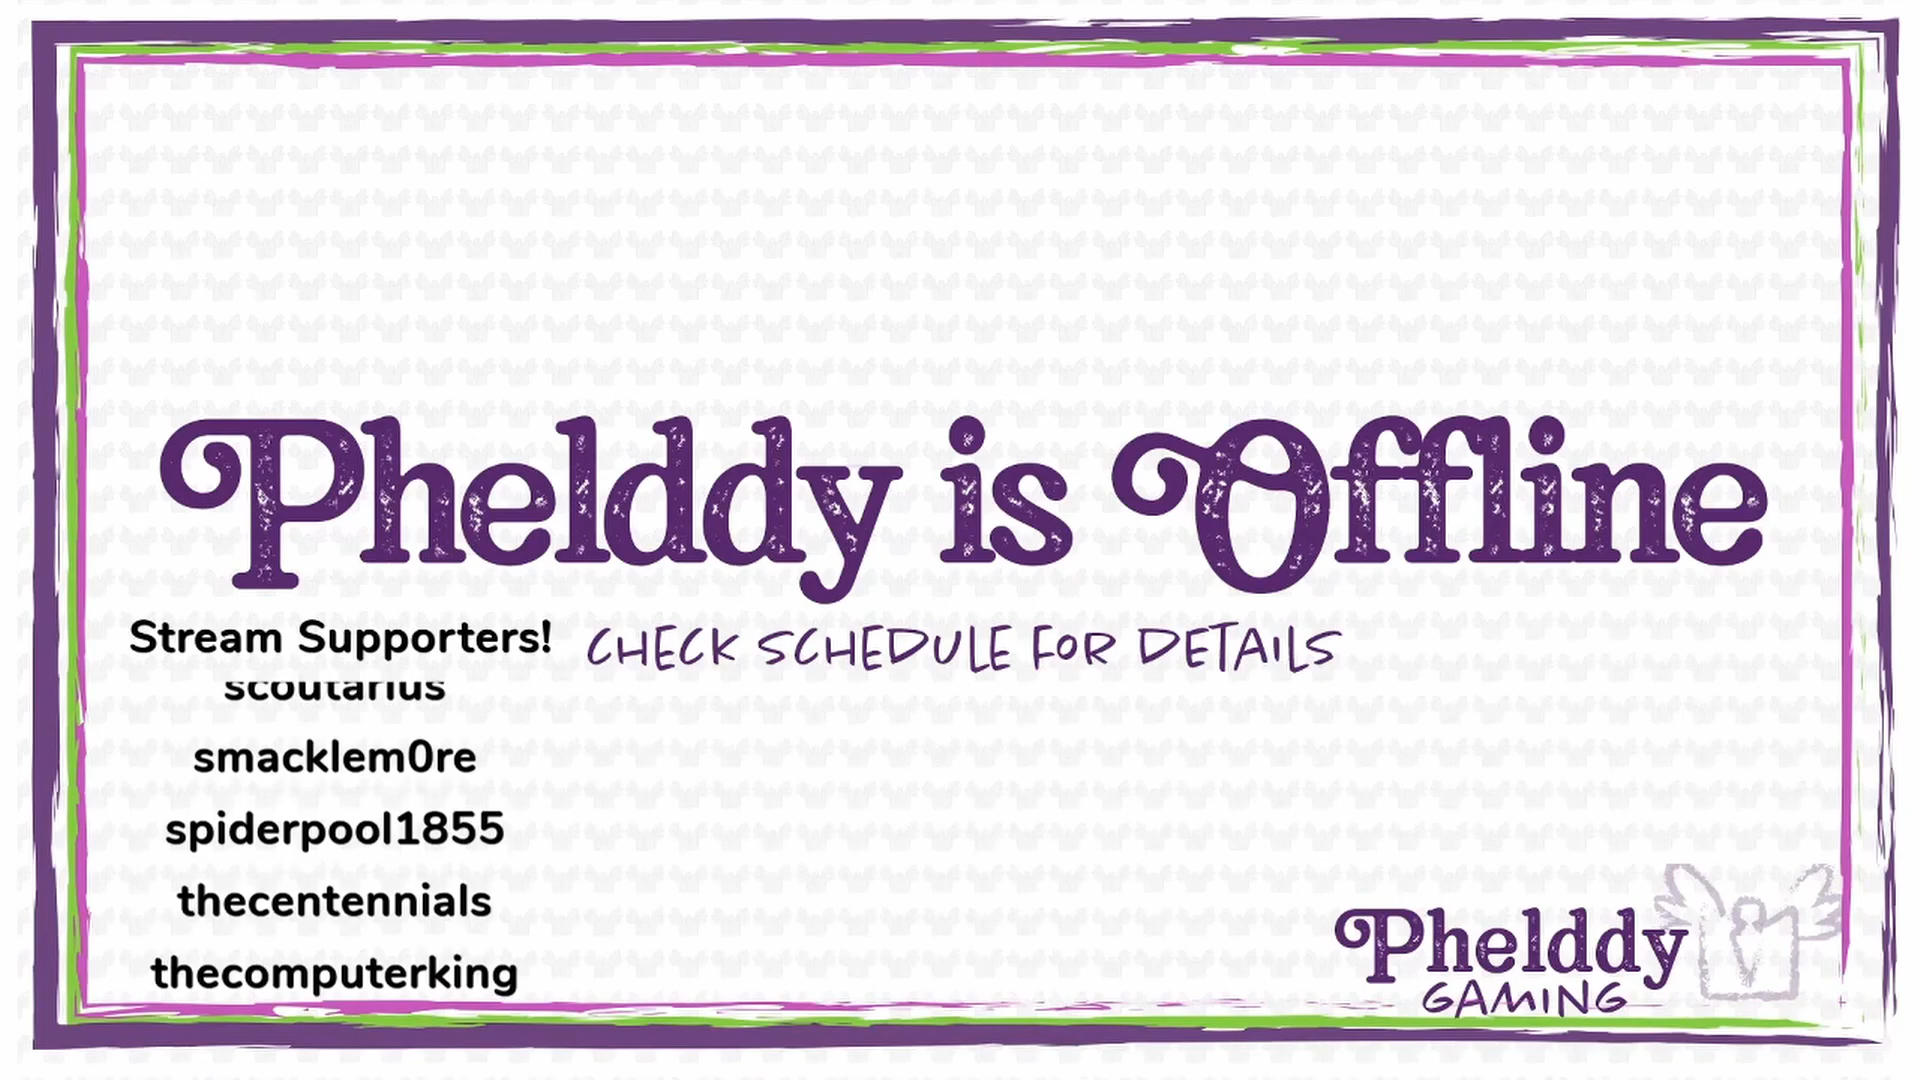 Phelddy is Offline
Stream Supporters!
CHECK SCHEDULE FOR DETAILS
scoutarius
smacklem0re
spiderpool1855
thecentennials
thecomputerking
Phelddy
GAMING